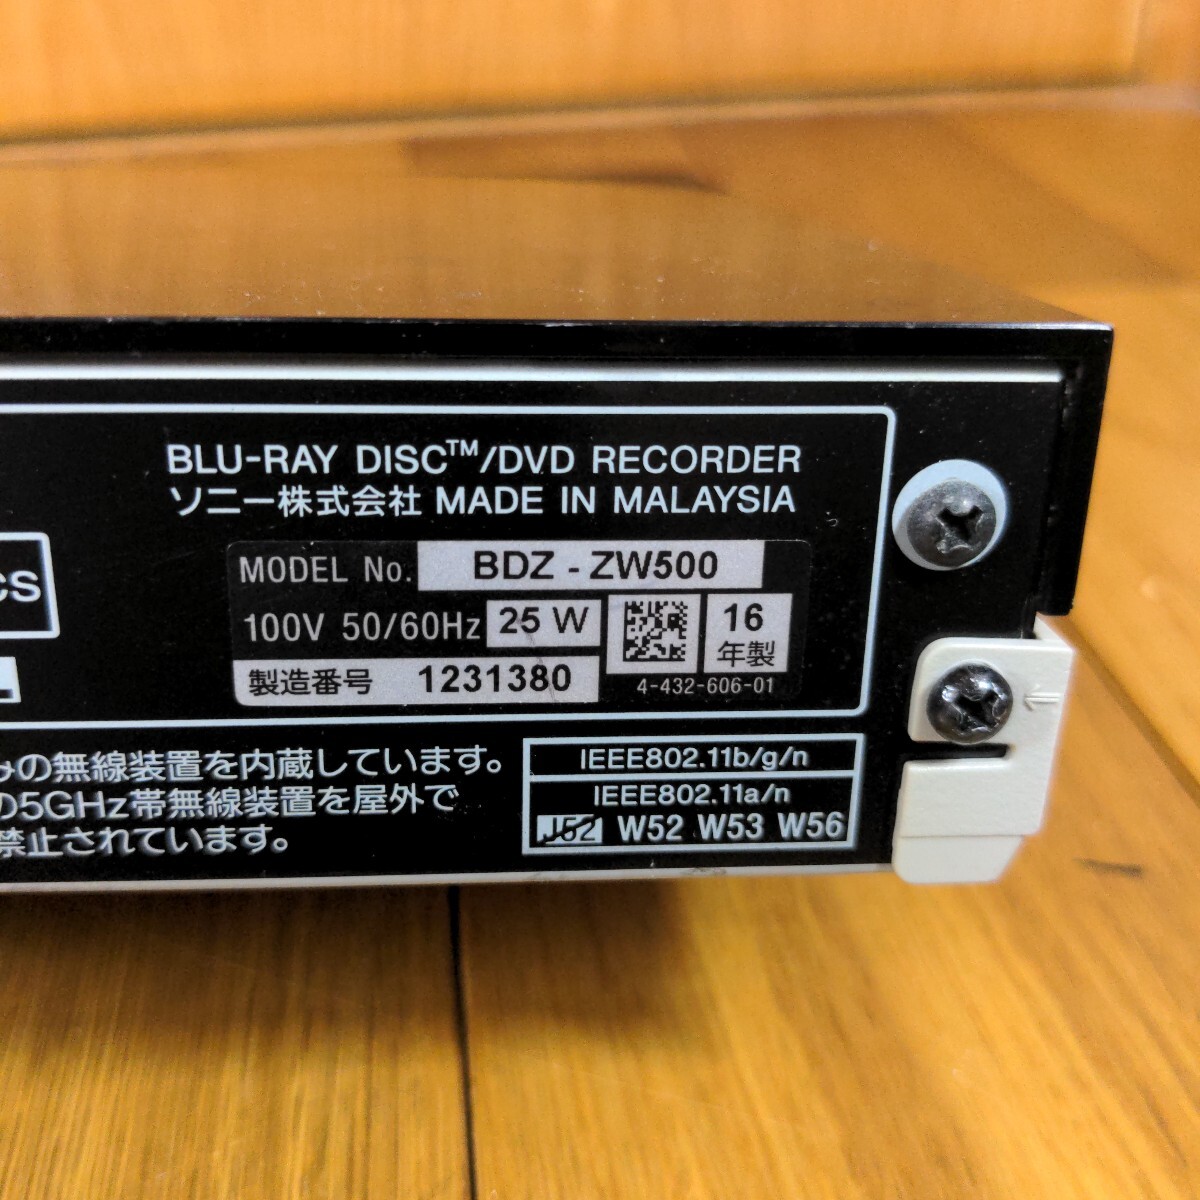 BLU-RAY DISC™/DVD RECORDER
ソニー株式会社 MADE IN MALAYSIA
CS
MODEL No. BDZ - ZW500
100V 50/60Hz 25 W
16
年製
製造番号 1231380
4-432-606-01
みの無線装置を内蔵しています。
の5GHz帯無線装置を屋外で
禁止されています。
IEEE802.11b/g/n
IEEE802.11a/n
J52 W52 W53 W56